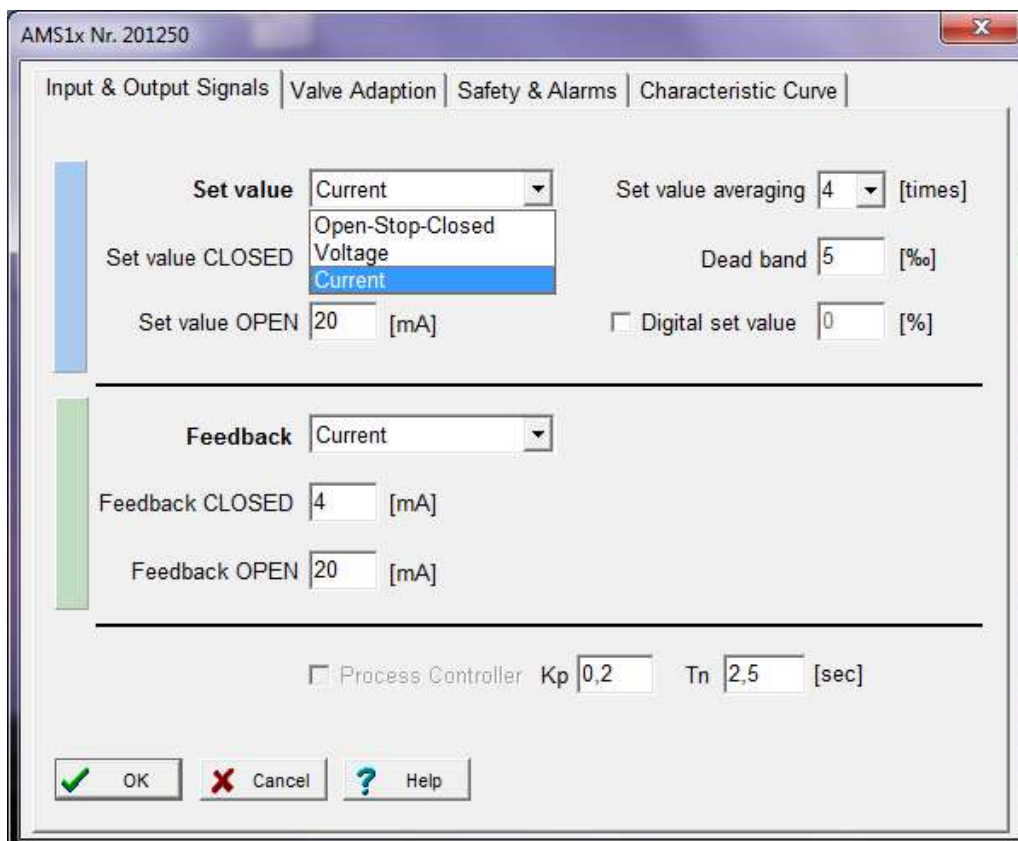 AMS1x Nr. 201250
Input & Output Signals Valve Adaption Safety & Alarms Characteristic Curve
Set value Current Set value averaging 4 [times]
Open-Stop-Closed
Set value CLOSED Voltage Dead band 5 [‰]
Current
Set value OPEN 20 [mA] Digital set value 0 [%]
Feedback Current
Feedback CLOSED 4 [mA]
Feedback OPEN 20 [mA]
Process Controller Kp 0,2 Tn 2,5 [sec]
OK Cancel Help